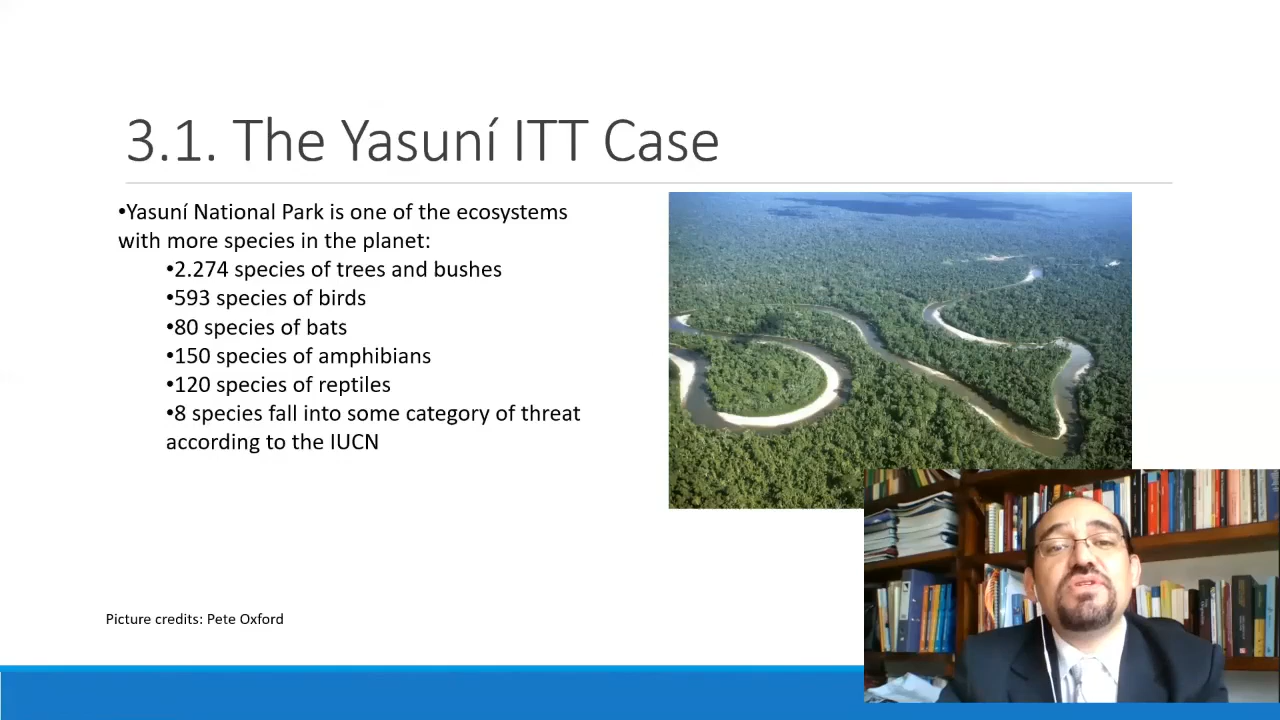 3.1. The Yasuní ITT Case
•Yasuní National Park is one of the ecosystems
with more species in the planet:
•2.274 species of trees and bushes
•593 species of birds
•80 species of bats
•150 species of amphibians
•120 species of reptiles
•8 species fall into some category of threat
according to the IUCN
Picture credits: Pete Oxford